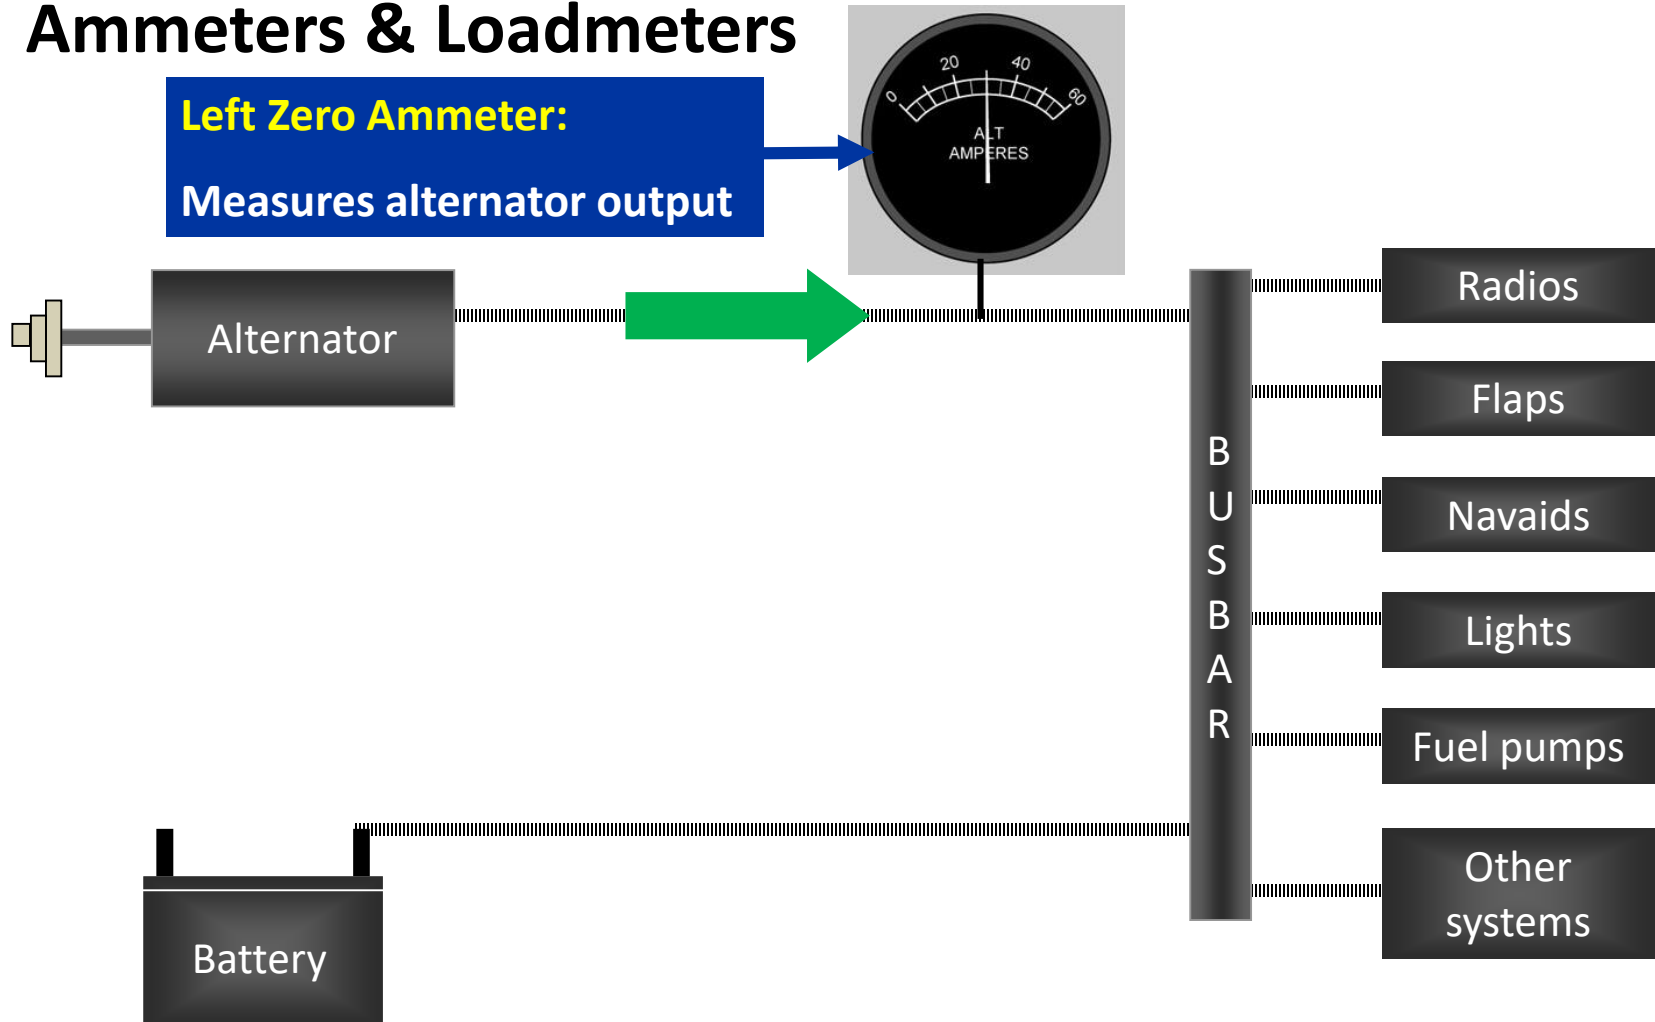 Ammeters & Loadmeters
Left Zero Ammeter:
Measures alternator output
0 20 40 60
ALT
AMPERES
Alternator
Battery
B
U
S
B
A
R
Radios
Flaps
Navaids
Lights
Fuel pumps
Other
systems